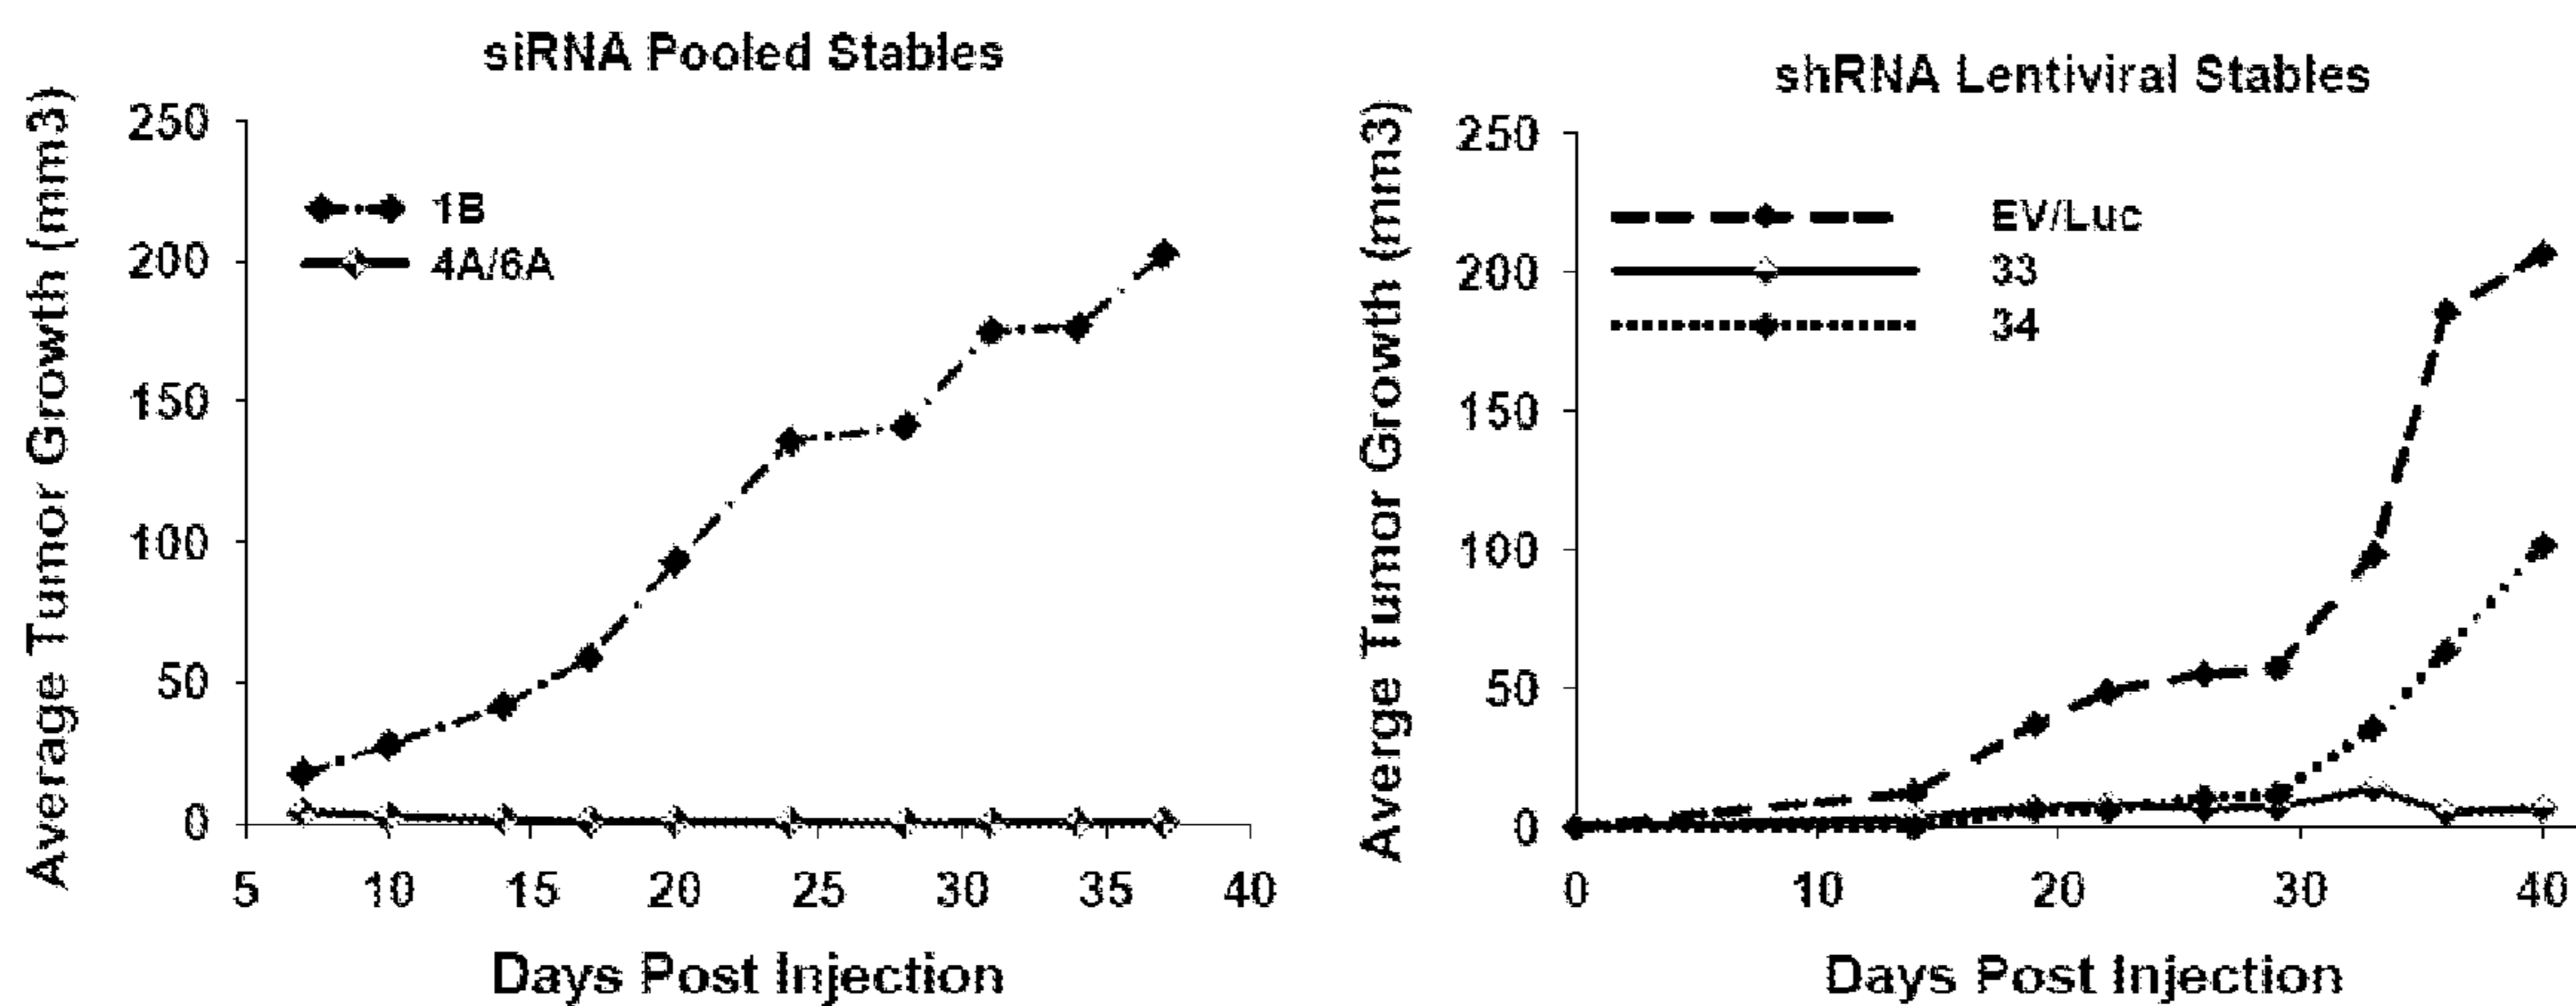 siRNA Pooled Stables
Average Tumor Growth (mm3)
250
200
150
100
50
0
1B
4A/6A
5 10 15 20 25 30 35 40
Days Post Injection
shRNA Lentiviral Stables
Averge Tumor Growth (mm3)
250
200
150
100
50
0
EV/Luc
33
34
0 10 20 30 40
Days Post Injection